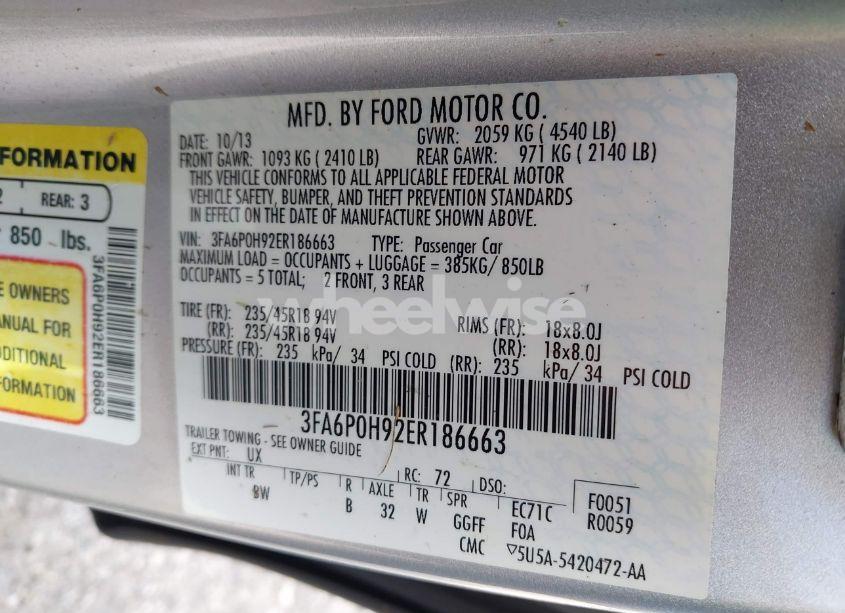 FORMATION
2 REAR: 3
850 lbs.
E OWNERS
ANUAL FOR
DDITIONAL
FORMATION
3FA6P0H92ER186663
MFD. BY FORD MOTOR CO.
DATE: 10/13 GVWR: 2059 KG ( 4540 LB)
FRONT GAWR: 1093 KG ( 2410 LB) REAR GAWR: 971 KG ( 2140 LB)
THIS VEHICLE CONFORMS TO ALL APPLICABLE FEDERAL MOTOR
VEHICLE SAFETY, BUMPER, AND THEFT PREVENTION STANDARDS
IN EFFECT ON THE DATE OF MANUFACTURE SHOWN ABOVE.
VIN: 3FA6P0H92ER186663 TYPE: Passenger Car
MAXIMUM LOAD = OCCUPANTS + LUGGAGE = 385KG/ 850LB
OCCUPANTS = 5 TOTAL; 2 FRONT, 3 REAR
wheelwise
TIRE (FR): 235/45R18 94V RIMS (FR): 18x8.0J
(RR): 235/45R18 94V (RR): 18x8.0J
PRESSURE (FR): 235 kPa/ 34 PSI COLD (RR): 235 kPa/ 34 PSI COLD
3FA6P0H92ER186663
TRAILER TOWING - SEE OWNER GUIDE
EXT PNT: UX RC: 72 DSO: F0051
INT TR TP/PS R AXLE TR SPR EC71C R0059
BW B 32 W GGFF F0A
CMC 5U5A-5420472-AA